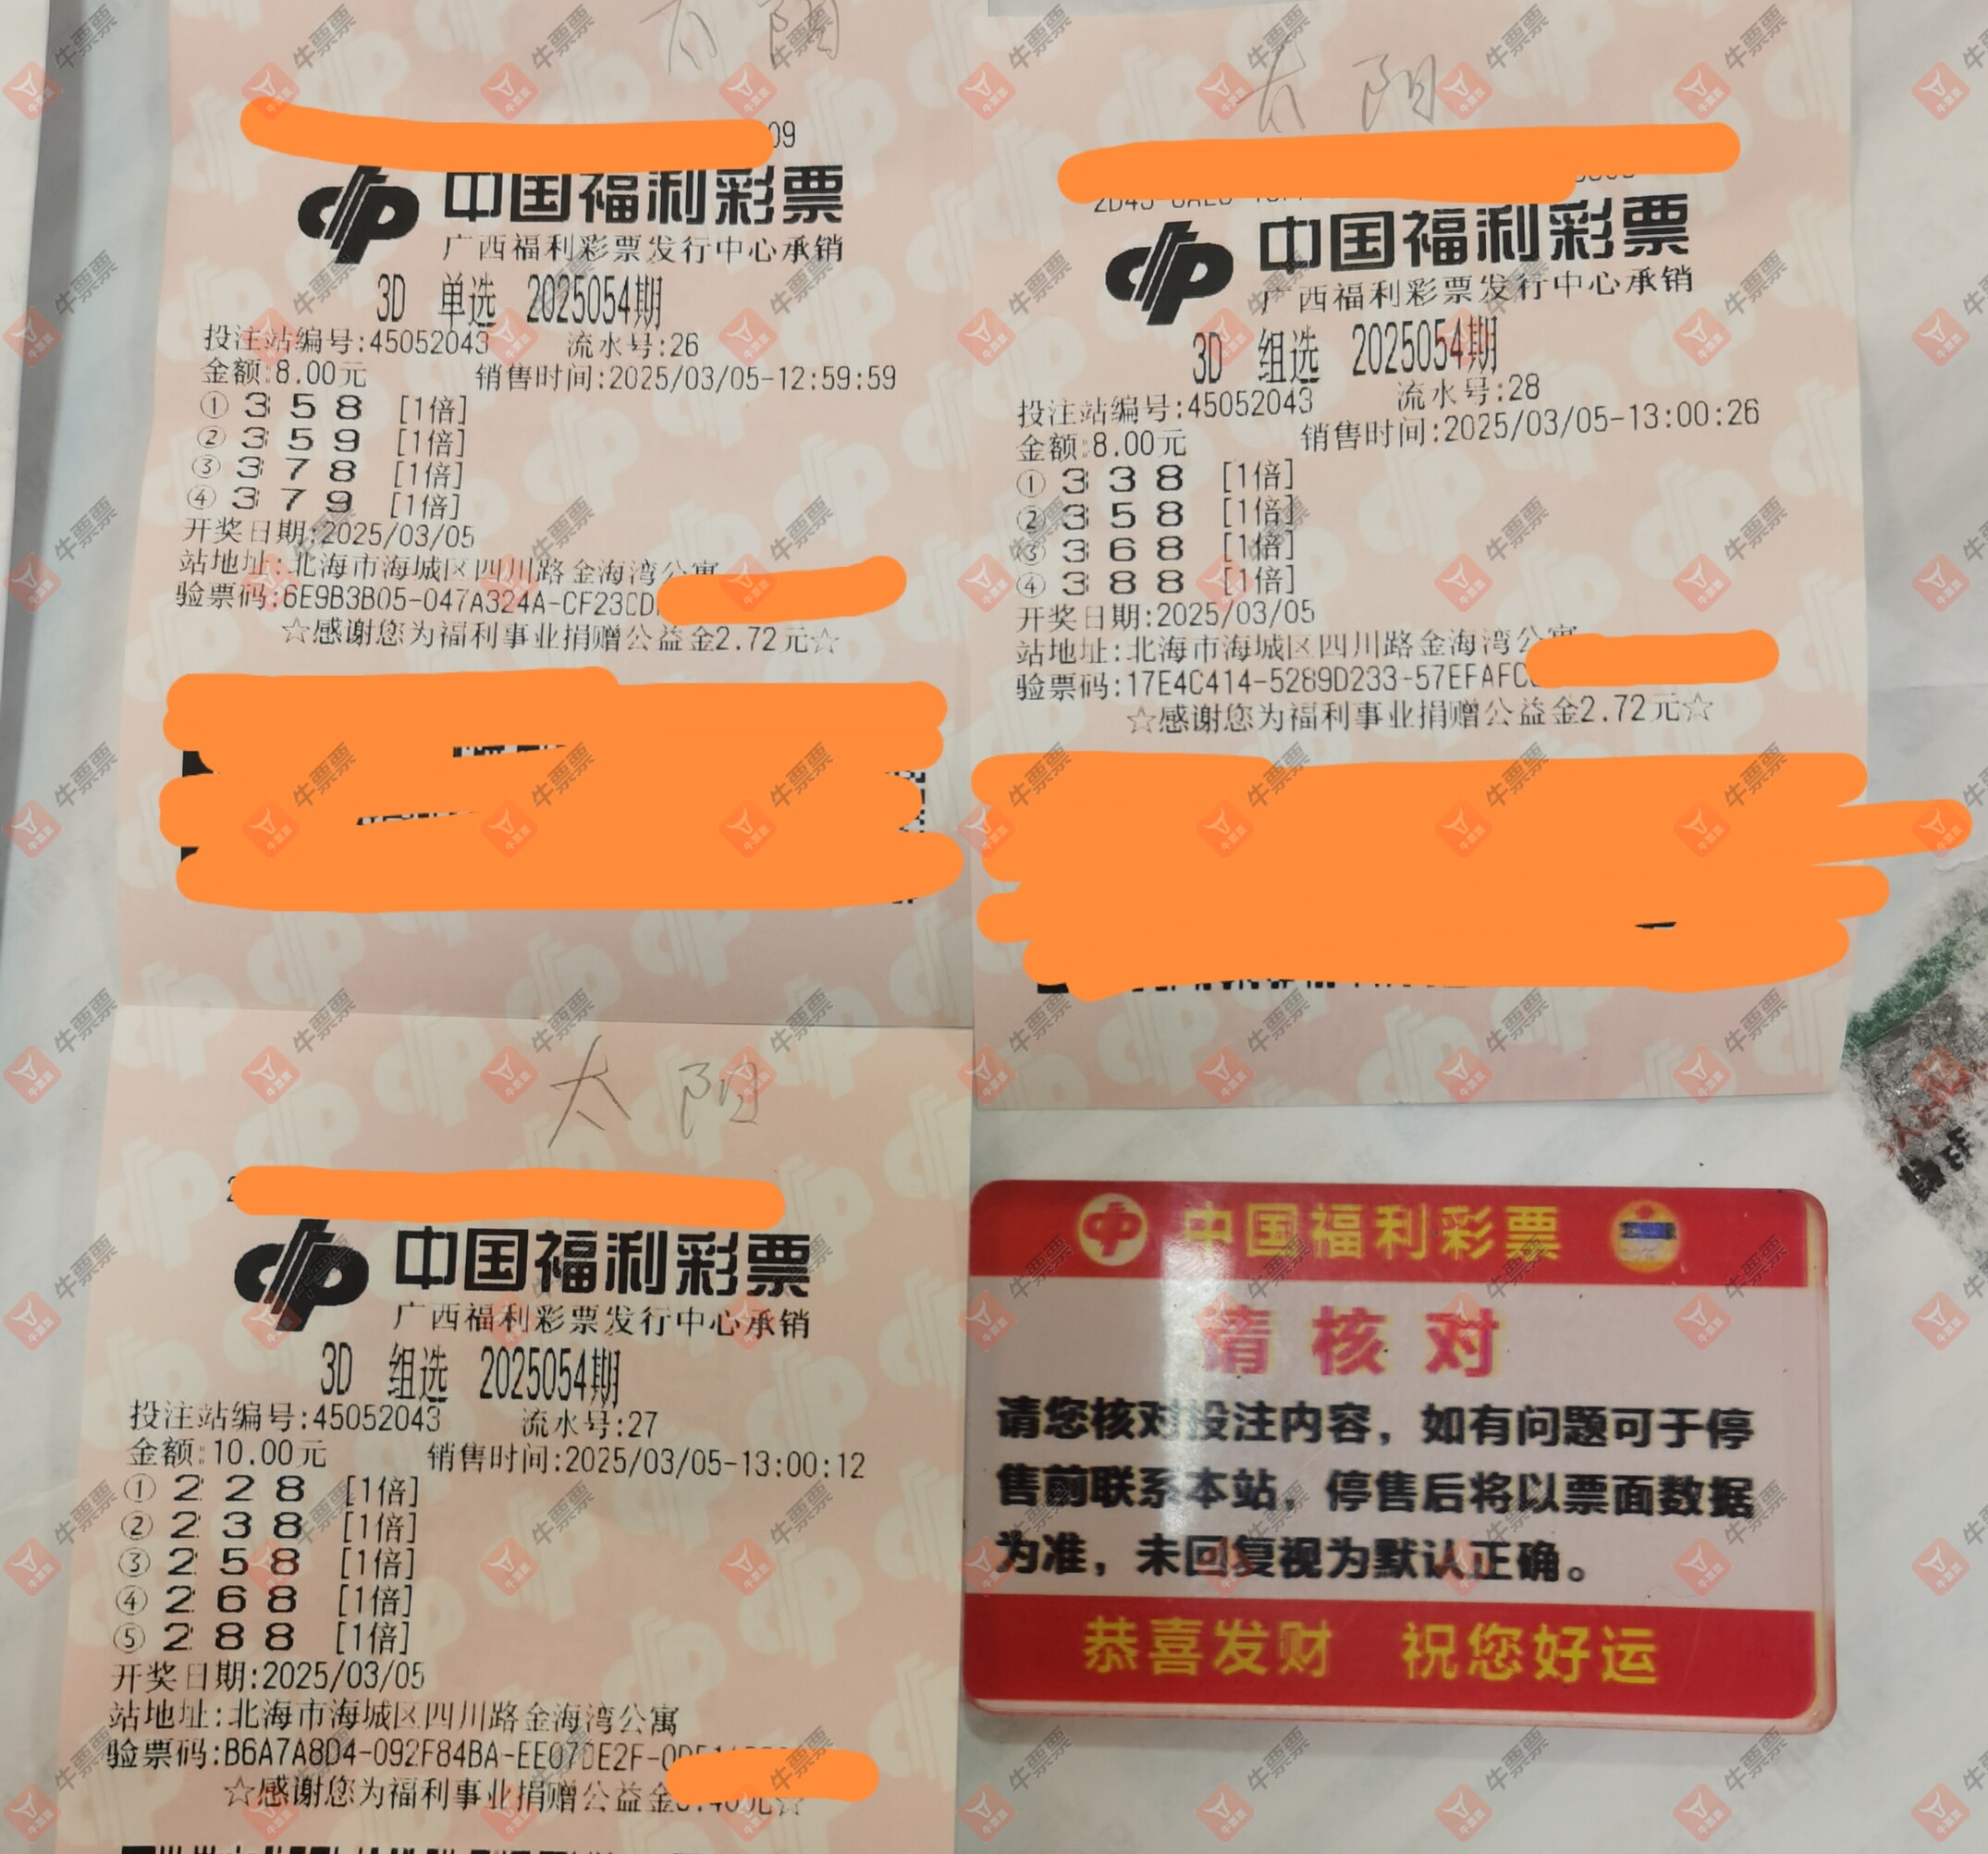 太 阳
09
中国福利彩票
广西福利彩票发行中心承销
3D 单选 2025054期
投注站编号:45052043 流水号:26
金额:8.00元 销售时间:2025/03/05-12:59:59
① 3 5 8 [1倍]
② 3 5 9 [1倍]
③ 3 7 8 [1倍]
④ 3 7 9 [1倍]
开奖日期:2025/03/05
站地址:北海市海城区四川路金海湾公寓
验票码:6E9B3B05-047A324A-CF23CD
☆感谢您为福利事业捐赠公益金2.72元☆
太 阳
中国福利彩票
广西福利彩票发行中心承销
3D 组选 2025054期
投注站编号:45052043 流水号:28
金额:8.00元 销售时间:2025/03/05-13:00:26
① 3 3 8 [1倍]
② 3 5 8 [1倍]
③ 3 6 8 [1倍]
④ 3 8 8 [1倍]
开奖日期:2025/03/05
站地址:北海市海城区四川路金海湾公寓
验票码:17E4C414-5289D233-57EFAFC
☆感谢您为福利事业捐赠公益金2.72元☆
太 阳
中国福利彩票
广西福利彩票发行中心承销
3D 组选 2025054期
投注站编号:45052043 流水号:27
金额:10.00元 销售时间:2025/03/05-13:00:12
① 2 2 8 [1倍]
② 2 3 8 [1倍]
③ 2 5 8 [1倍]
④ 2 6 8 [1倍]
⑤ 2 8 8 [1倍]
开奖日期:2025/03/05
站地址:北海市海城区四川路金海湾公寓
验票码:B6A7A8D4-092F84BA-EE07DE2F-
☆感谢您为福利事业捐赠公益金 元☆
中国福利彩票
请核对
请您核对投注内容，如有问题可于停
售前联系本站，停售后将以票面数据
为准，未回复视为默认正确。
恭喜发财 祝您好运
牛票票